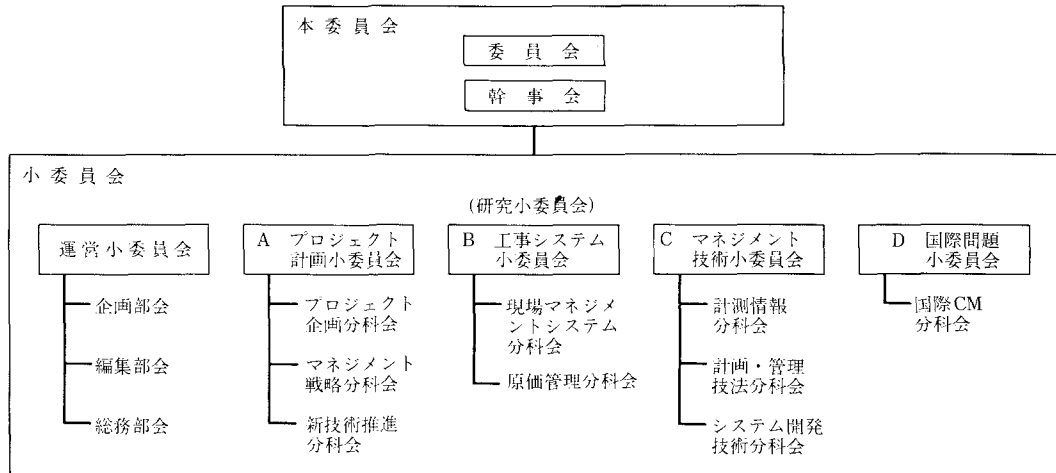 本委員会
委員会
幹事会
小委員会
(研究小委員会)
運営小委員会
企画部会
編集部会
総務部会
A プロジェクト
計画小委員会
プロジェクト
企画分科会
マネジメント
戦略分科会
新技術推進
分科会
B 工事システム
小委員会
現場マネジメ
ントシステム
分科会
原価管理分科会
C マネジメント
技術小委員会
計測情報
分科会
計画・管理
技法分科会
システム開発
技術分科会
D 国際問題
小委員会
国際CM
分科会